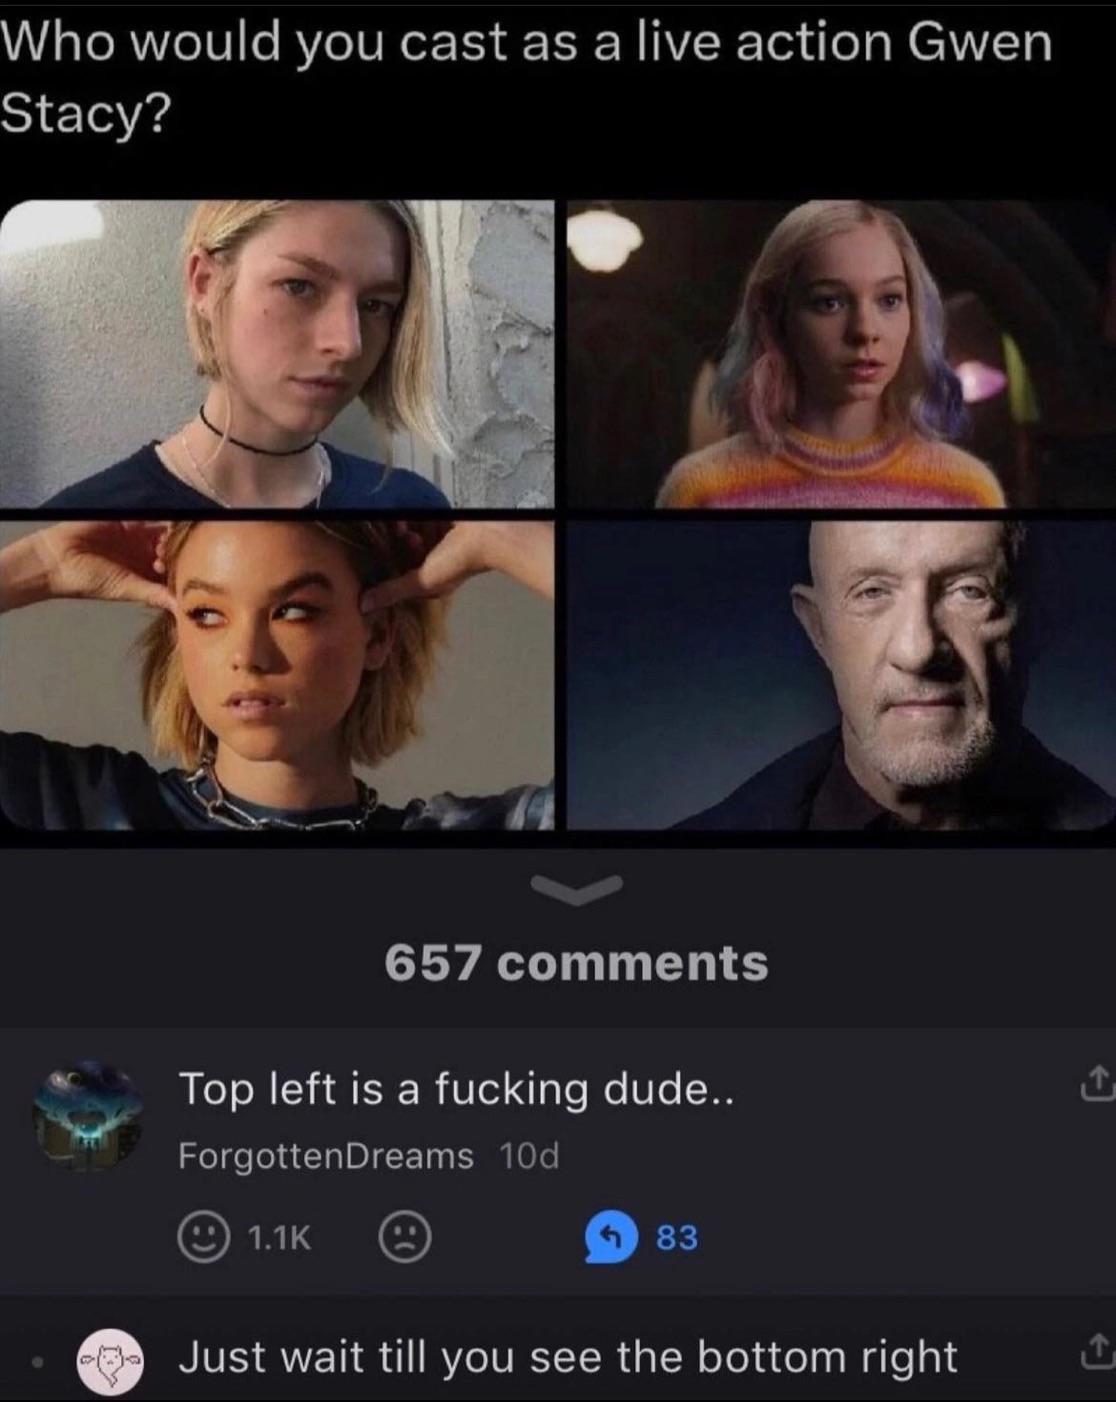 Who would you cast as a live action Gwen
Stacy?
657 comments
Top left is a fucking dude..
ForgottenDreams 10d
1.1K 83
Just wait till you see the bottom right